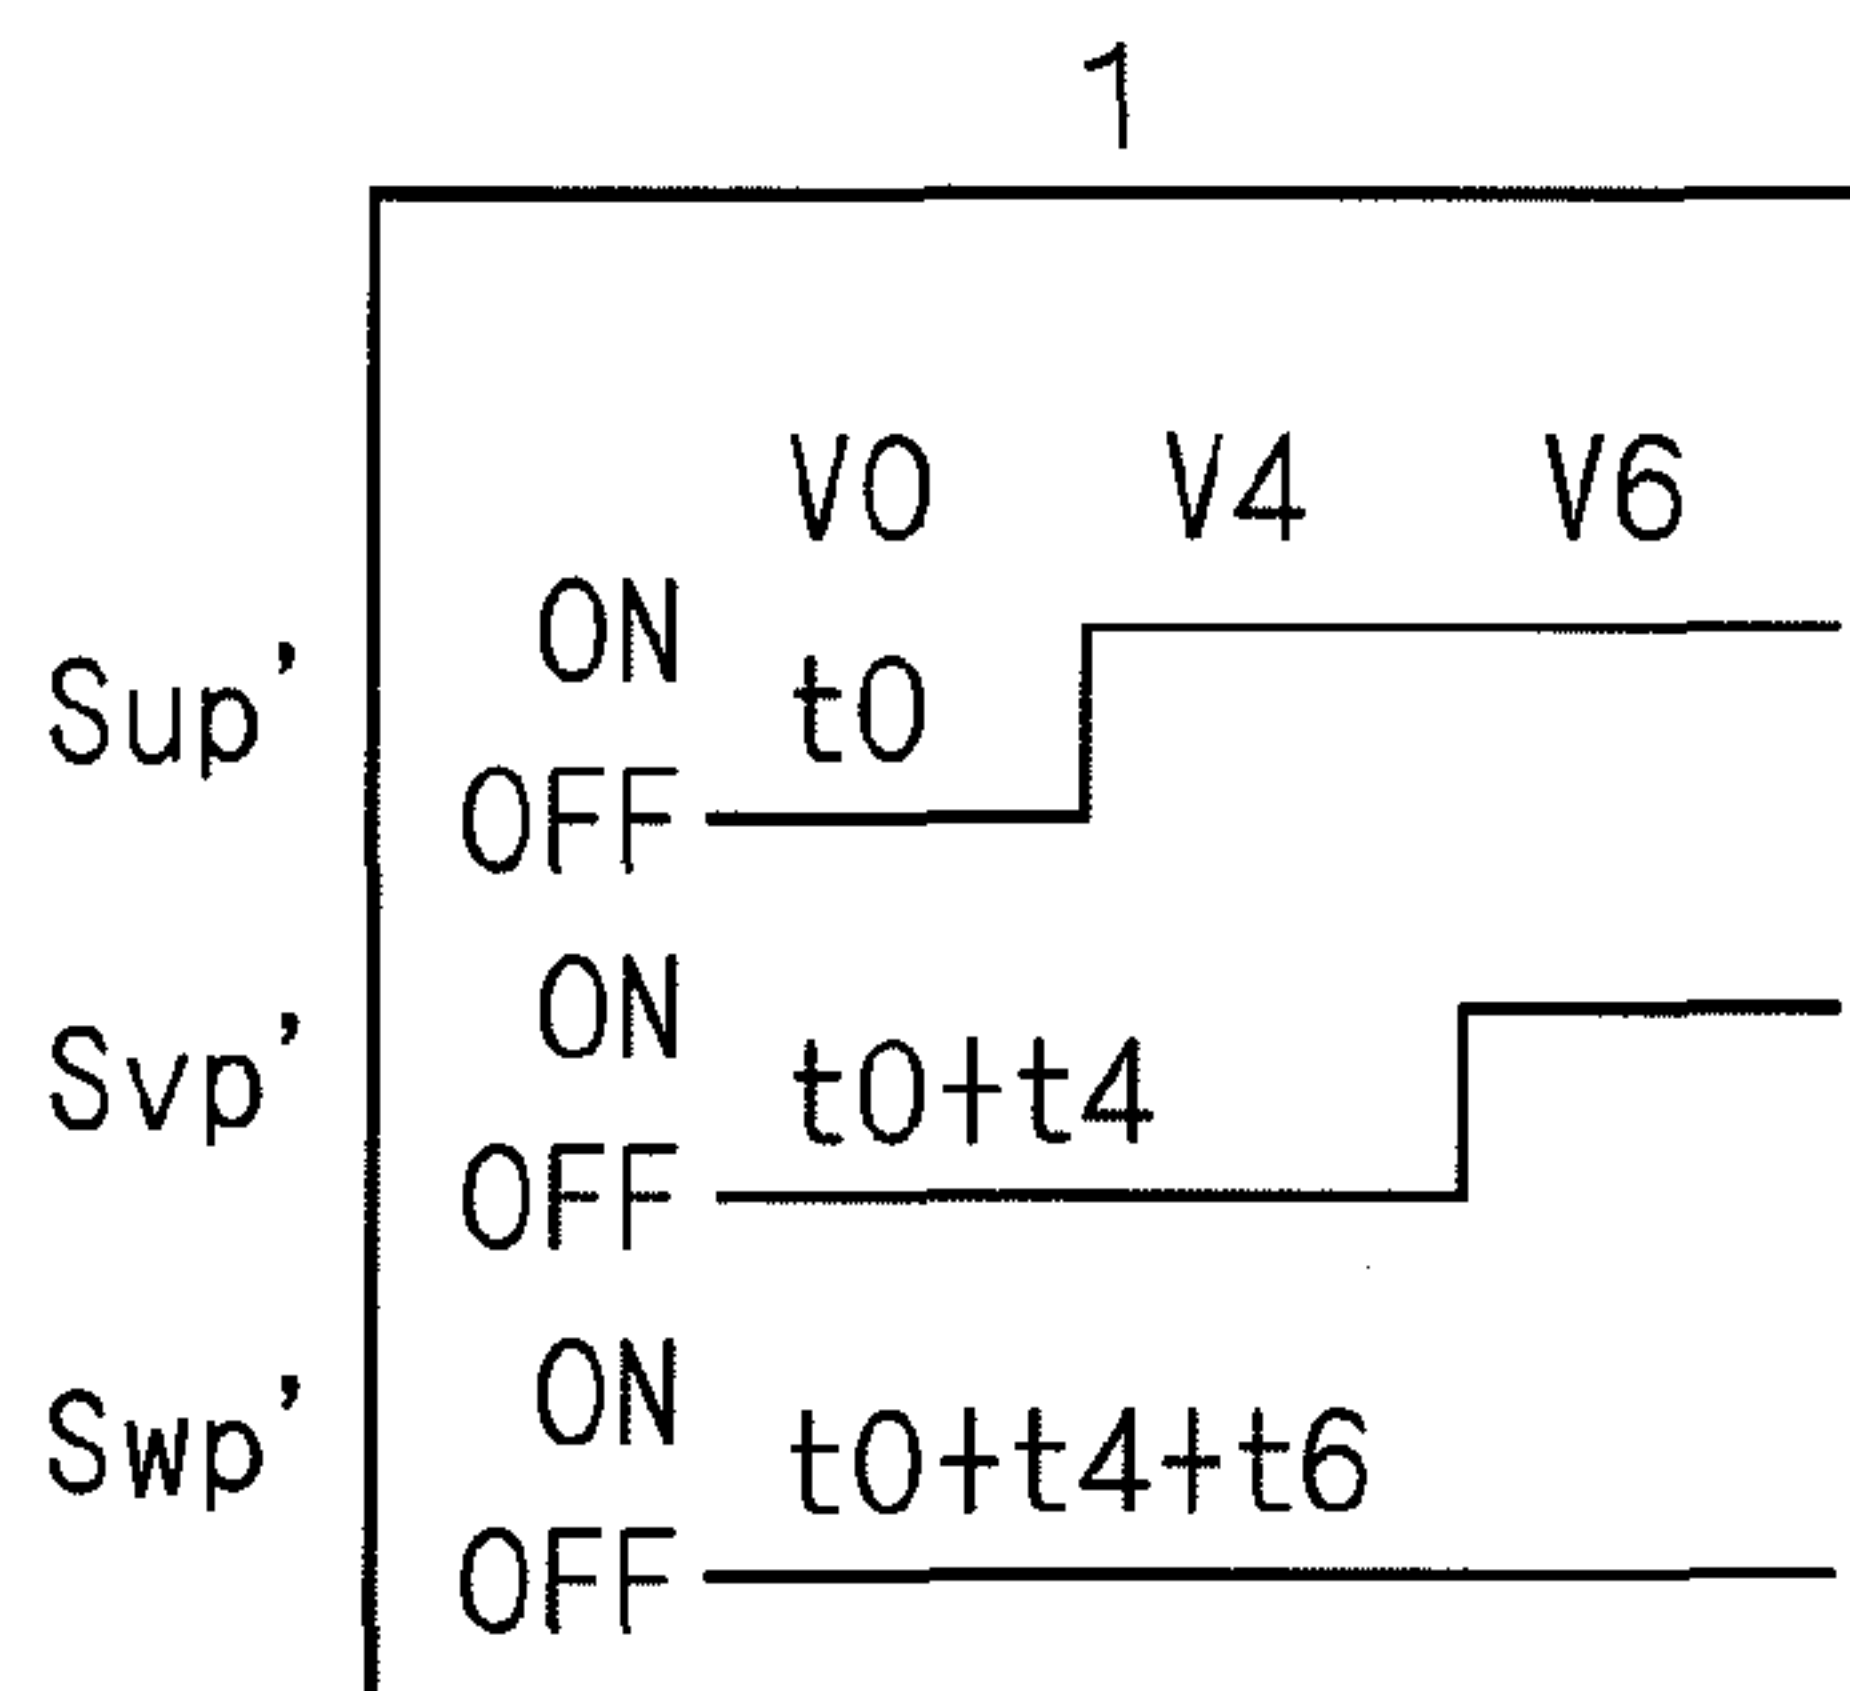 1
V0 V4 V6
ON
Sup' t0
OFF
ON
Svp' t0+t4
OFF
ON
Swp' t0+t4+t6
OFF